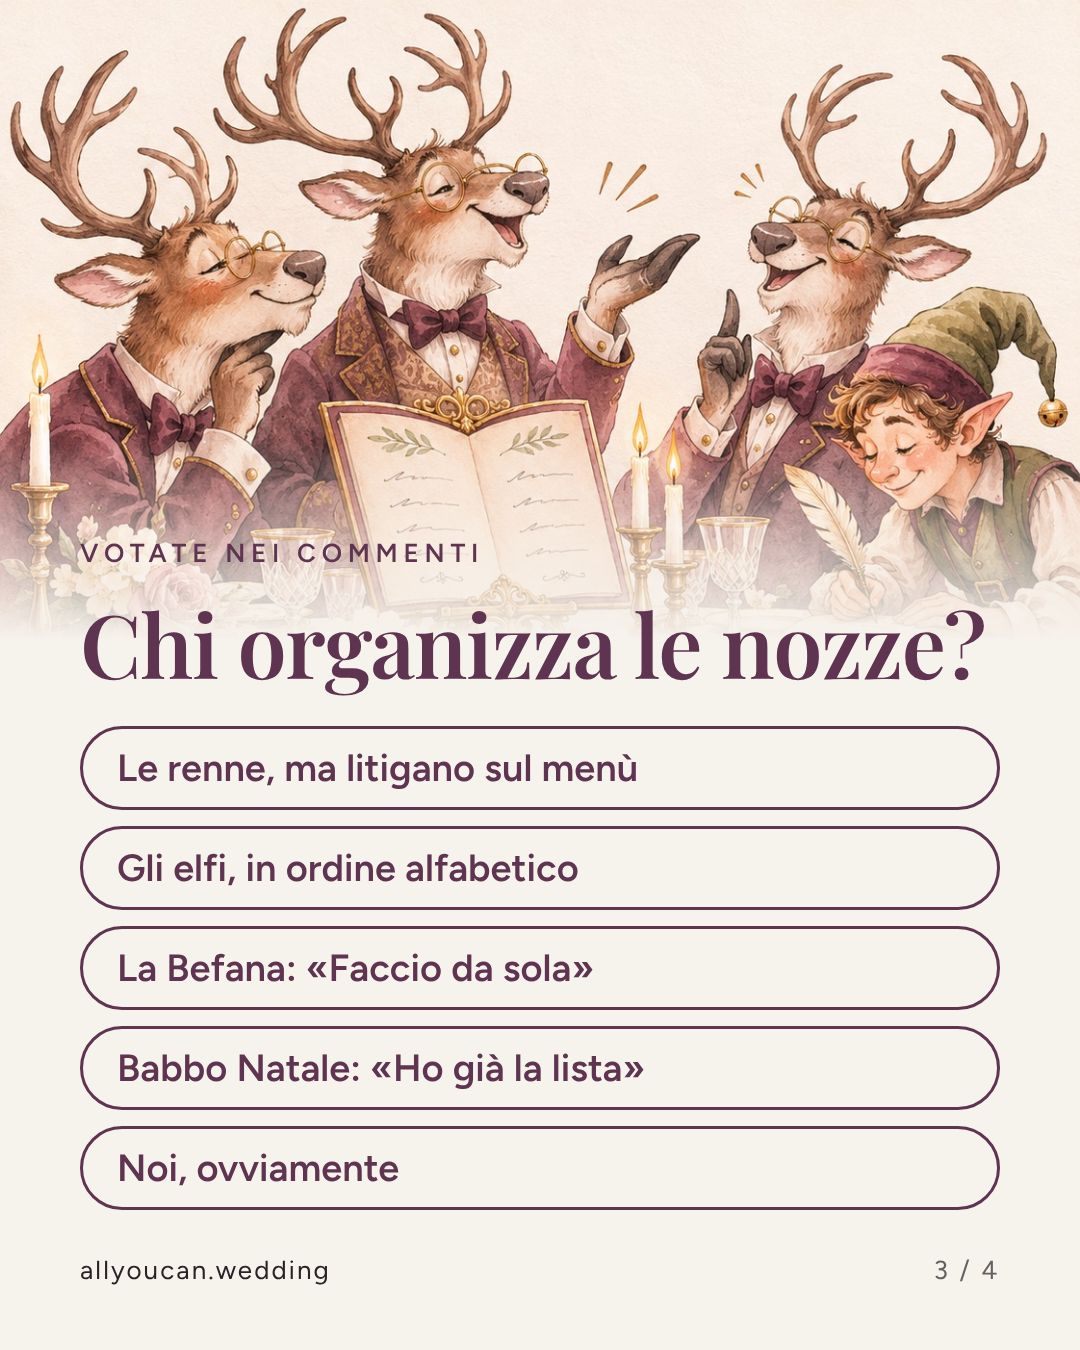 VOTATE NEI COMMENTI
Chi organizza le nozze?
Le renne, ma litigano sul menù
Gli elfi, in ordine alfabetico
La Befana: «Faccio da sola»
Babbo Natale: «Ho già la lista»
Noi, ovviamente
allyoucan.wedding
3 / 4